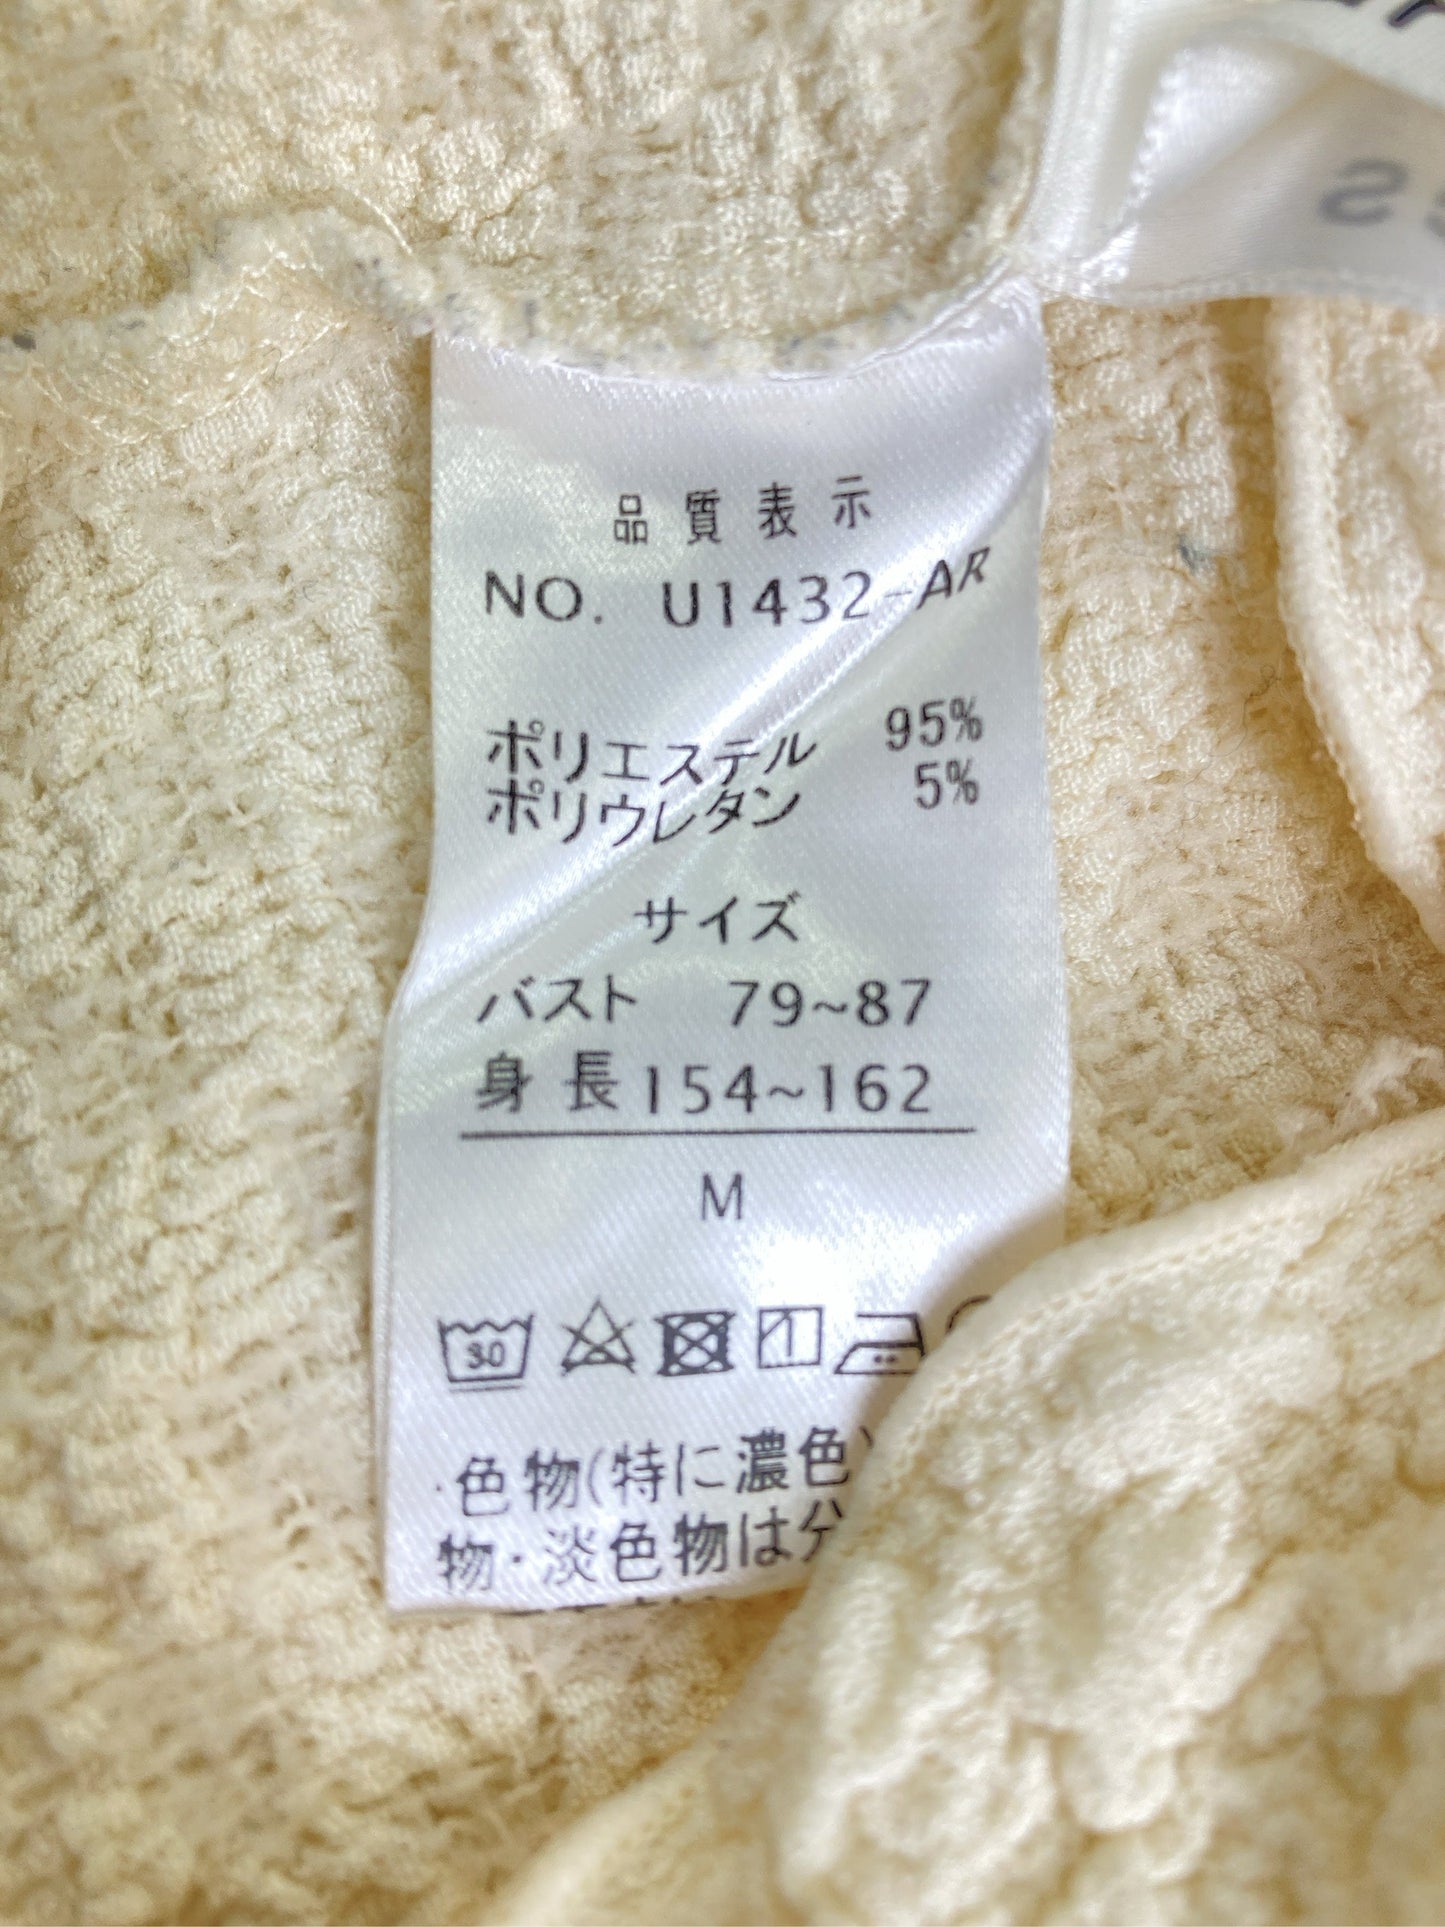 品質表示
NO. U1432-AR
ポリエステル 95%
ポリウレタン 5%
サイズ
バスト 79~87
身長 154~162
M
30 1
・色物(特に濃色)
物・淡色物は分